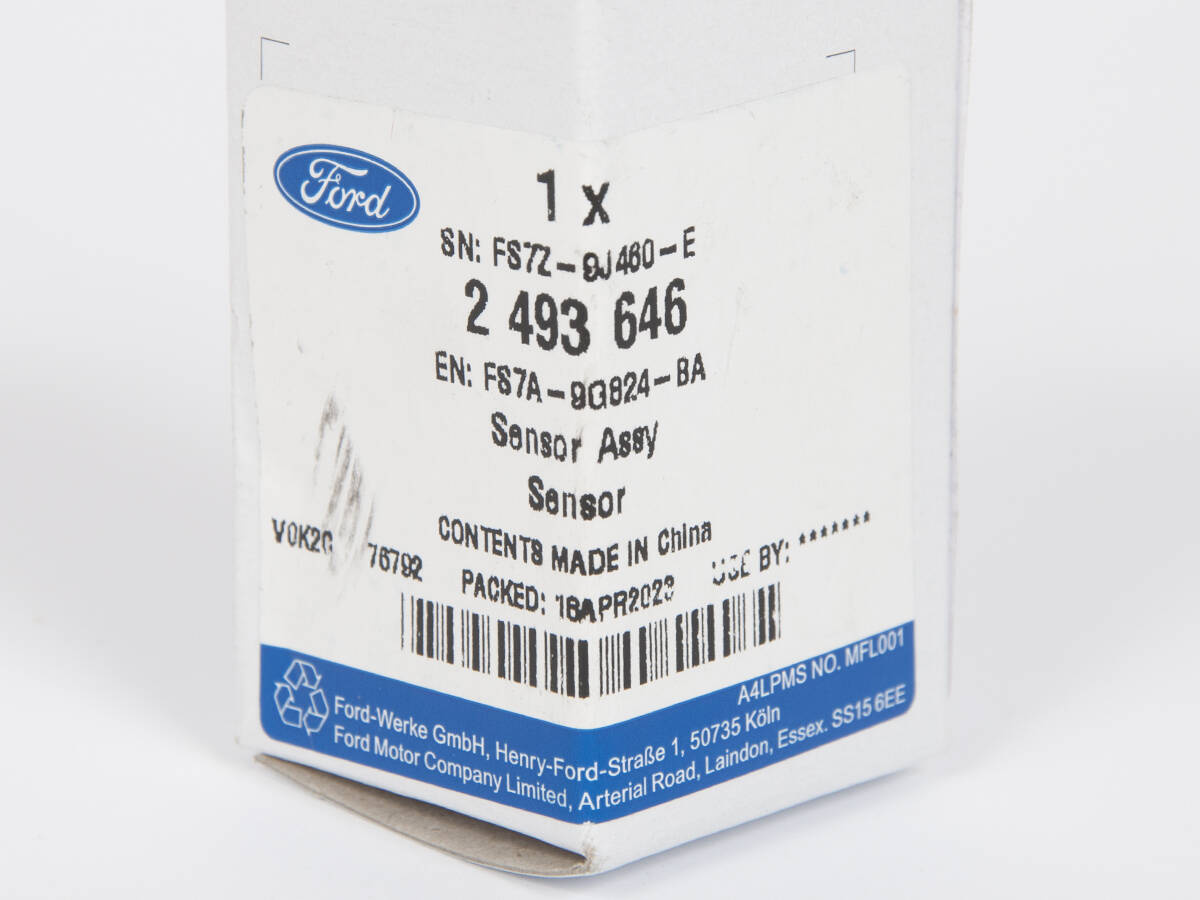 Ford
1 x
SN: FS7Z-9J460-E
2 493 646
EN: FS7A-9G824-BA
Sensor Assy
Sensor
CONTENTS MADE IN China
76792
PACKED: USE BY: *******
A4LPMS NO. MFL001
Ford-Werke GmbH, Henry-Ford-Straße 1, 50735 Köln
Ford Motor Company Limited, Arterial Road, Laindon, Essex. SS15 6EE